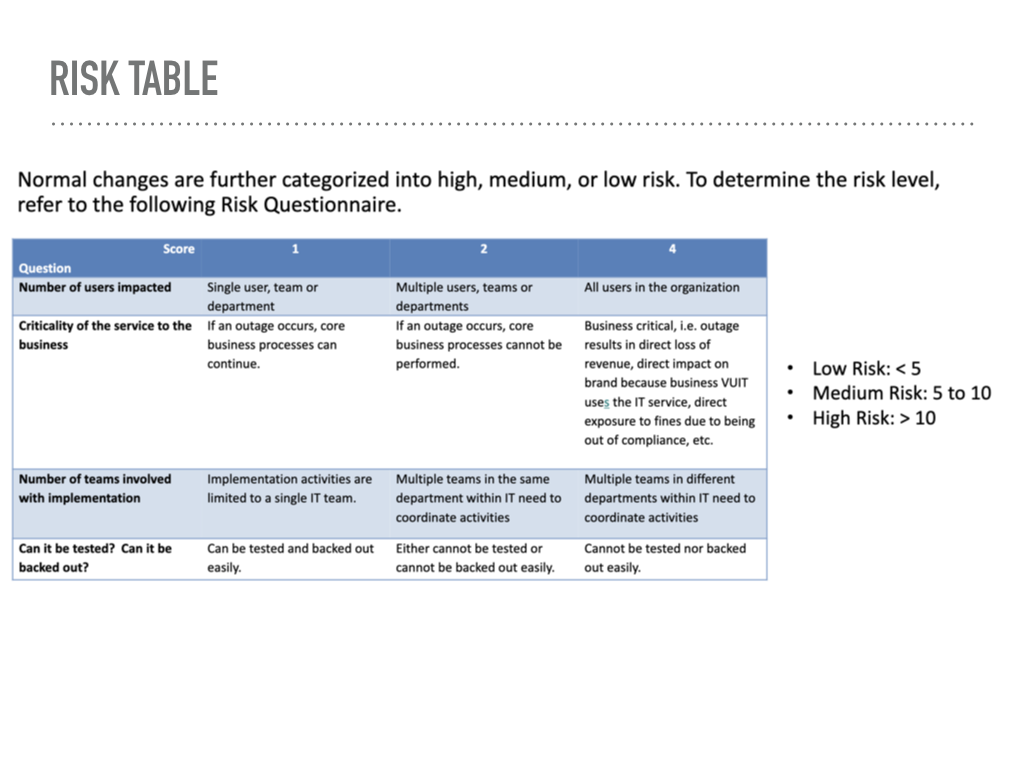 RISK TABLE
Normal changes are further categorized into high, medium, or low risk. To determine the risk level,
refer to the following Risk Questionnaire.
Score 1 2 4
Question
Number of users impacted
Single user, team or
department
Multiple users, teams or
departments
All users in the organization
Criticality of the service to the
business
If an outage occurs, core
business processes can
continue.
If an outage occurs, core
business processes cannot be
performed.
Business critical, i.e. outage
results in direct loss of
revenue, direct impact on
brand because business VUIT
uses the IT service, direct
exposure to fines due to being
out of compliance, etc.
Number of teams involved
with implementation
Implementation activities are
limited to a single IT team.
Multiple teams in the same
department within IT need to
coordinate activities
Multiple teams in different
departments within IT need to
coordinate activities
Can it be tested? Can it be
backed out?
Can be tested and backed out
easily.
Either cannot be tested or
cannot be backed out easily.
Cannot be tested nor backed
out easily.
• Low Risk: < 5
• Medium Risk: 5 to 10
• High Risk: > 10